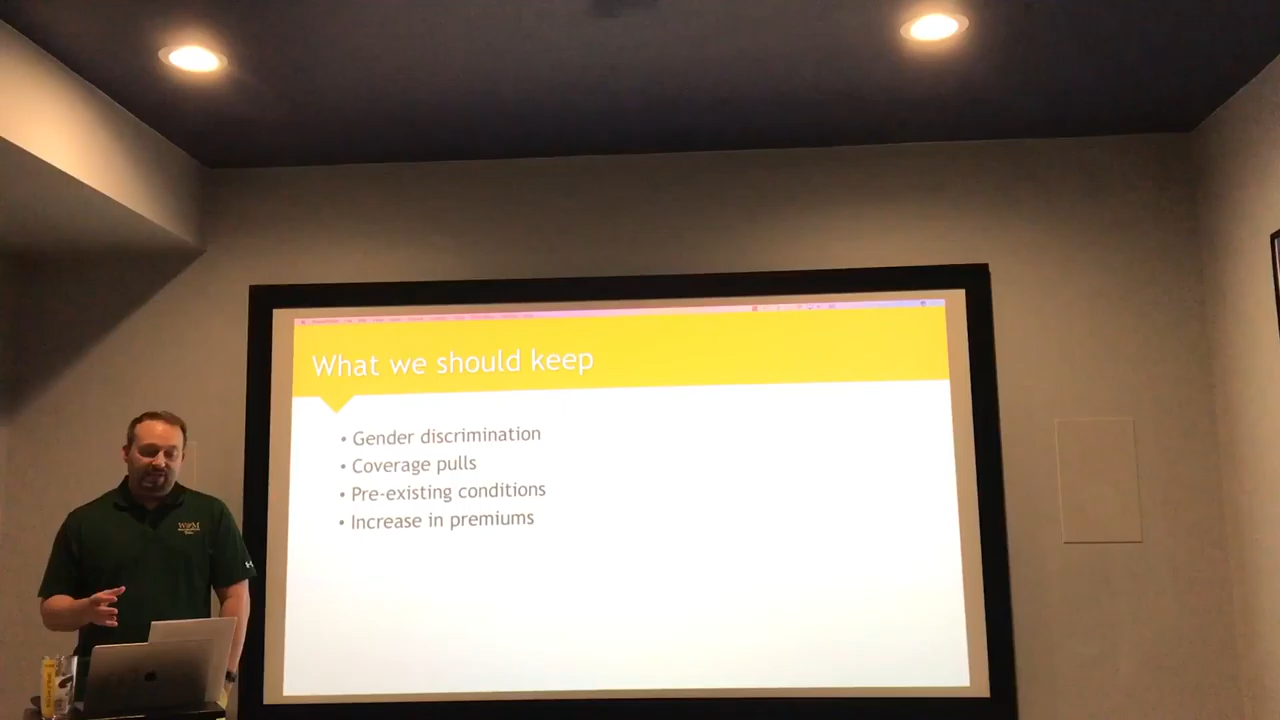 What we should keep
• Gender discrimination
• Coverage pulls
• Pre-existing conditions
• Increase in premiums
W&M